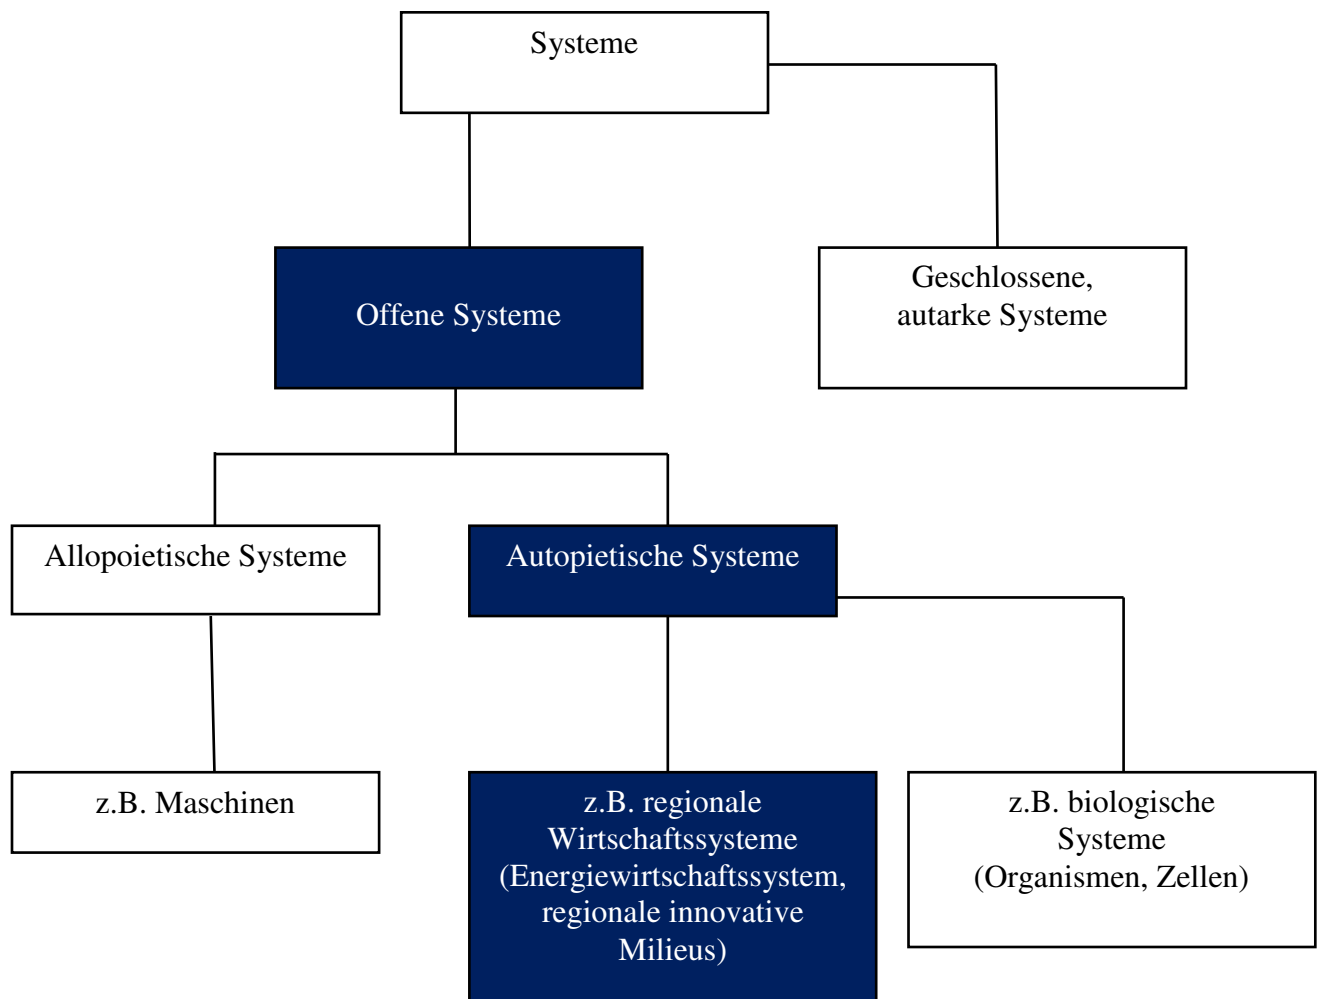 Systeme
Offene Systeme
Geschlossene,
autarke Systeme
Allopoietische Systeme
Autopietische Systeme
z.B. Maschinen
z.B. regionale
Wirtschaftssysteme
(Energiewirtschaftssystem,
regionale innovative
Milieus)
z.B. biologische
Systeme
(Organismen, Zellen)